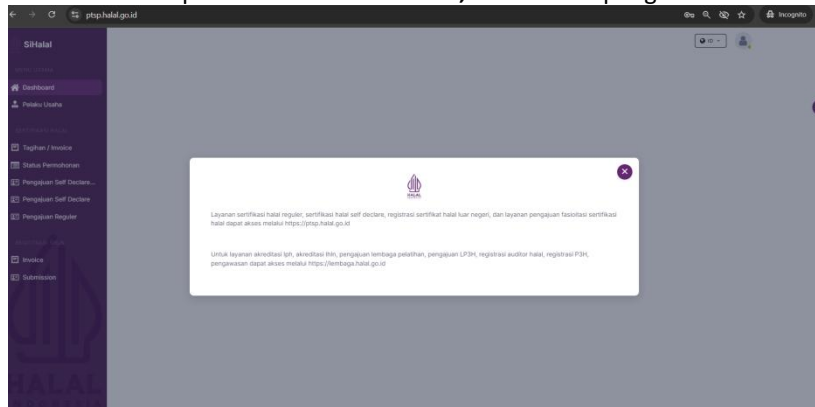 ptsp.halal.go.id
Incognito
SiHalal
ID
Dashboard
Pelaku Usaha
Tagihan / Invoice
Status Permohonan
Pengajuan Self Declare...
Pengajuan Self Declare
Pengajuan Reguler
Invoice
Submission
HALAL
Layanan sertifikasi halal reguler, sertifikasi halal self declare, registrasi sertifikat halal luar negeri, dan layanan pengajuan fasilitasi sertifikasi
halal dapat akses melalui https://ptsp.halal.go.id
Untuk layanan akreditasi lph, akreditasi lhln, pengajuan lembaga pelatihan, pengajuan LP3H, registrasi auditor halal, registrasi P3H,
pengawasan dapat akses melalui https://lembaga.halal.go.id
HALAL